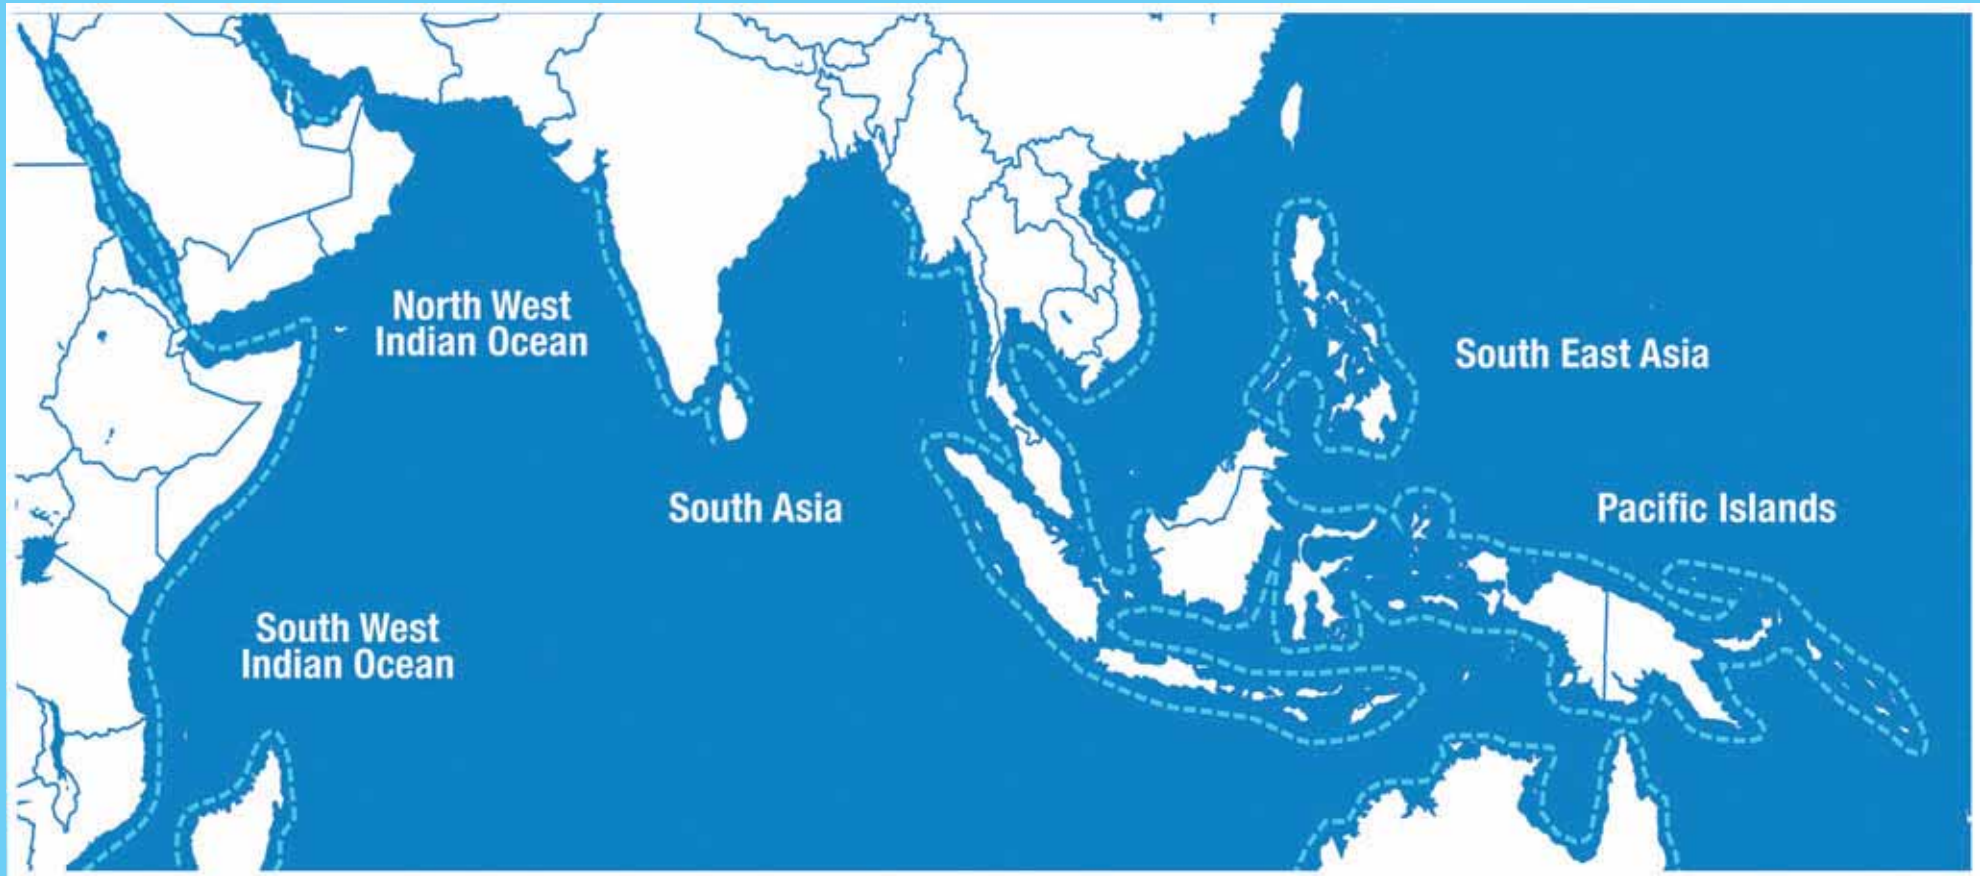 North West
Indian Ocean
South East Asia
South Asia
Pacific Islands
South West
Indian Ocean